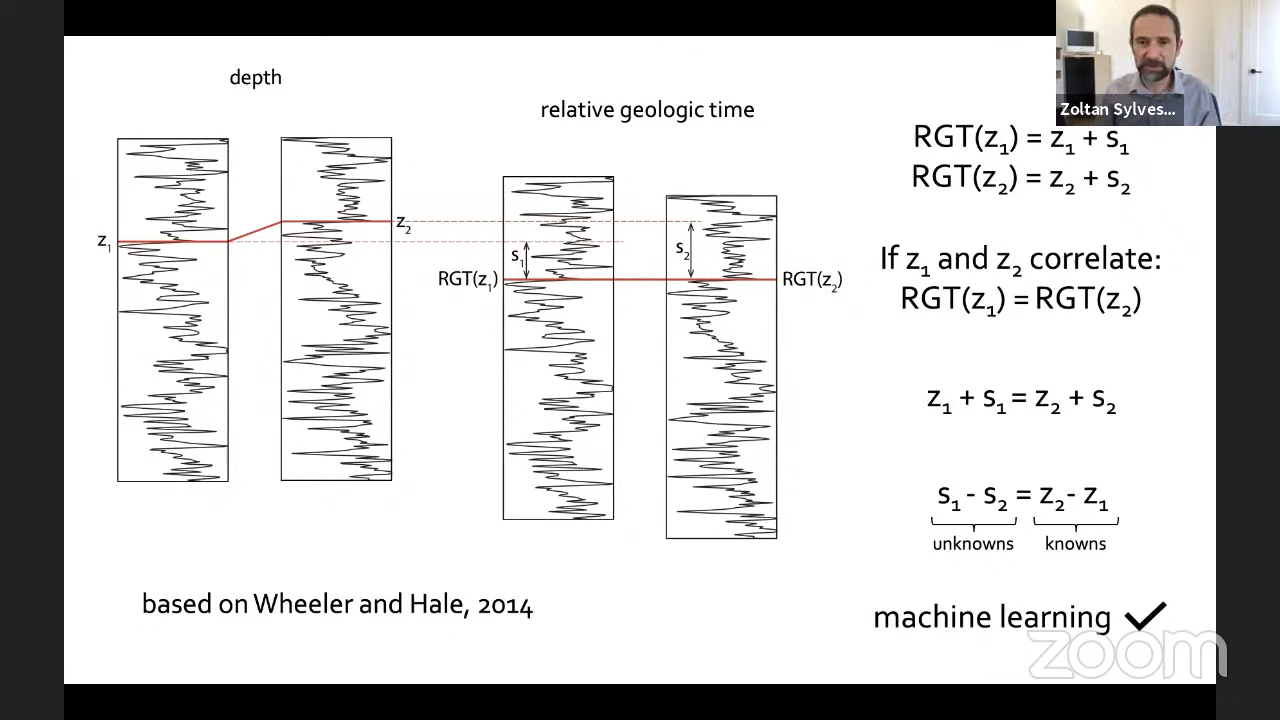 depth
relative geologic time
Zoltan Sylves...
z₁
z₂
s₁
s₂
RGT(z₁)
RGT(z₂)
RGT(z₁) = z₁ + s₁
RGT(z₂) = z₂ + s₂
If z₁ and z₂ correlate:
RGT(z₁) = RGT(z₂)
z₁ + s₁ = z₂ + s₂
s₁ - s₂ = z₂ - z₁
unknowns knowns
based on Wheeler and Hale, 2014
machine learning ✓
zoom